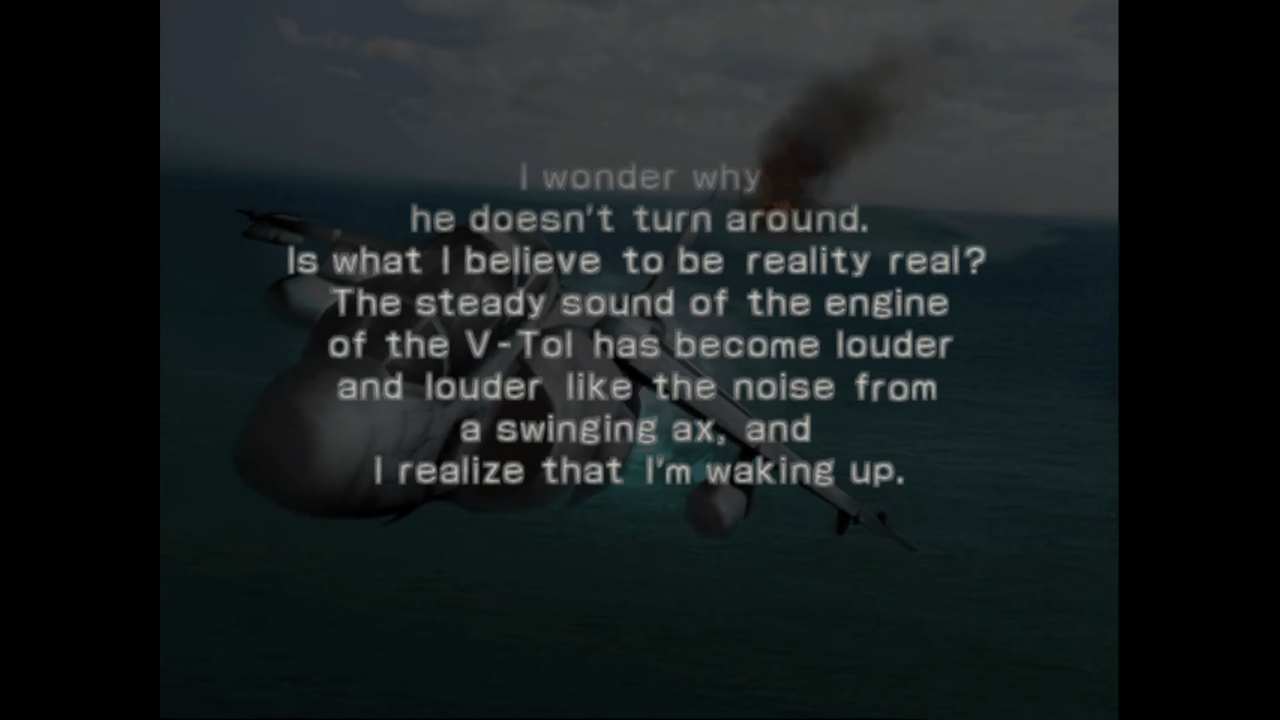 I wonder why
he doesn't turn around.
Is what I believe to be reality real?
The steady sound of the engine
of the V-Tol has become louder
and louder like the noise from
a swinging ax, and
I realize that I'm waking up.